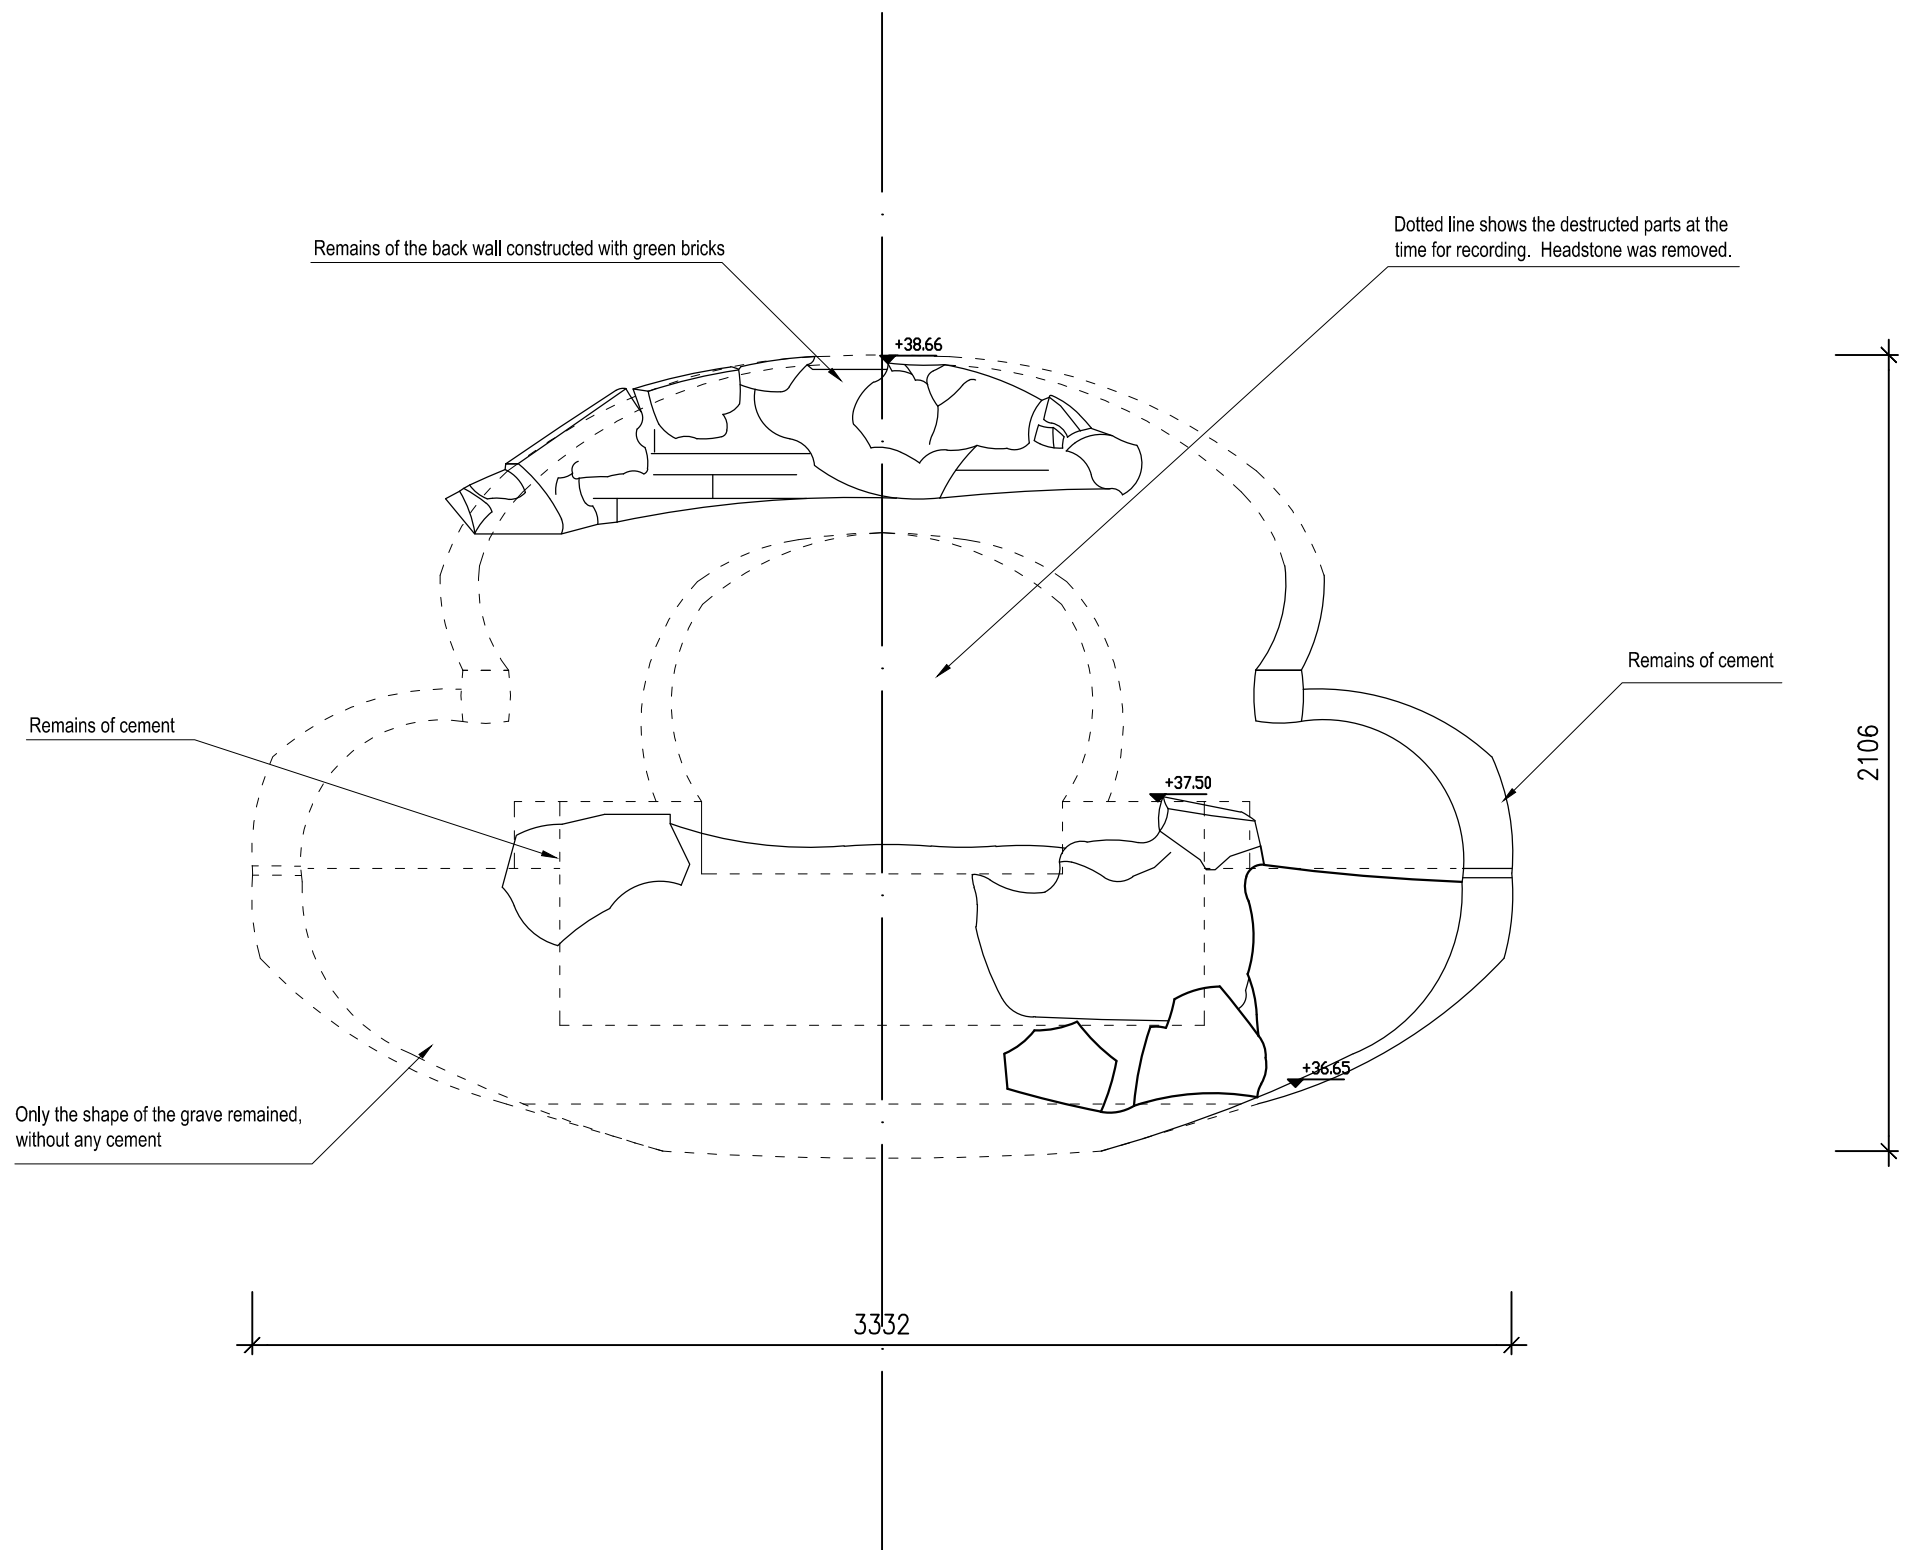 Dotted line shows the destructed parts at the
time for recording. Headstone was removed.
Remains of the back wall constructed with green bricks
+38.66
Remains of cement
Remains of cement
2106
+37.50
+36.65
Only the shape of the grave remained,
without any cement
3332